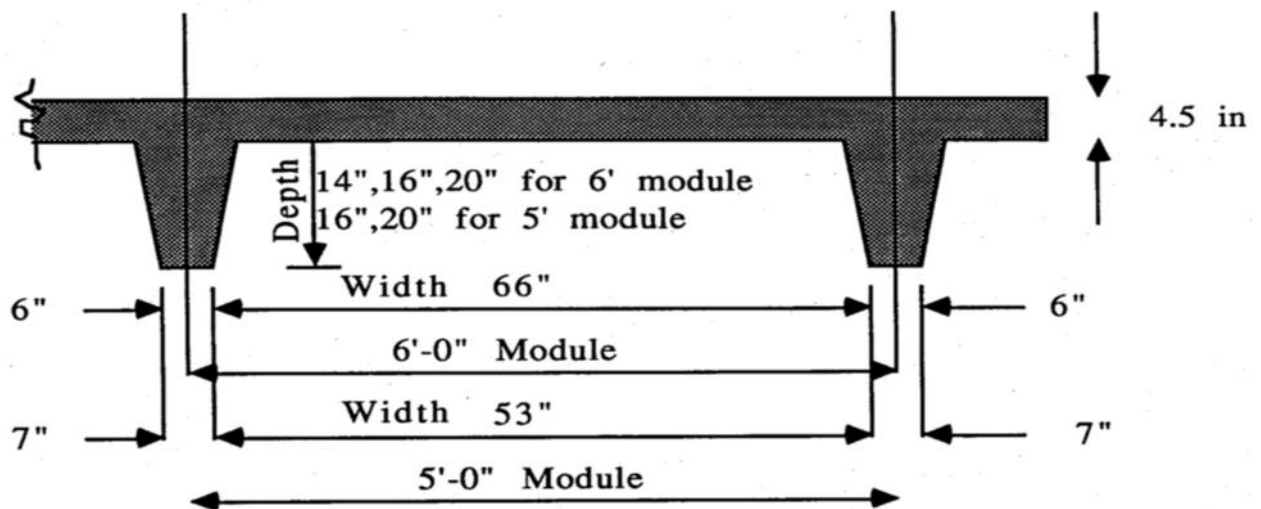 4.5 in
Depth
14",16",20" for 6' module
16",20" for 5' module
Width 66"
6" 6"
6'-0" Module
Width 53"
7" 7"
5'-0" Module